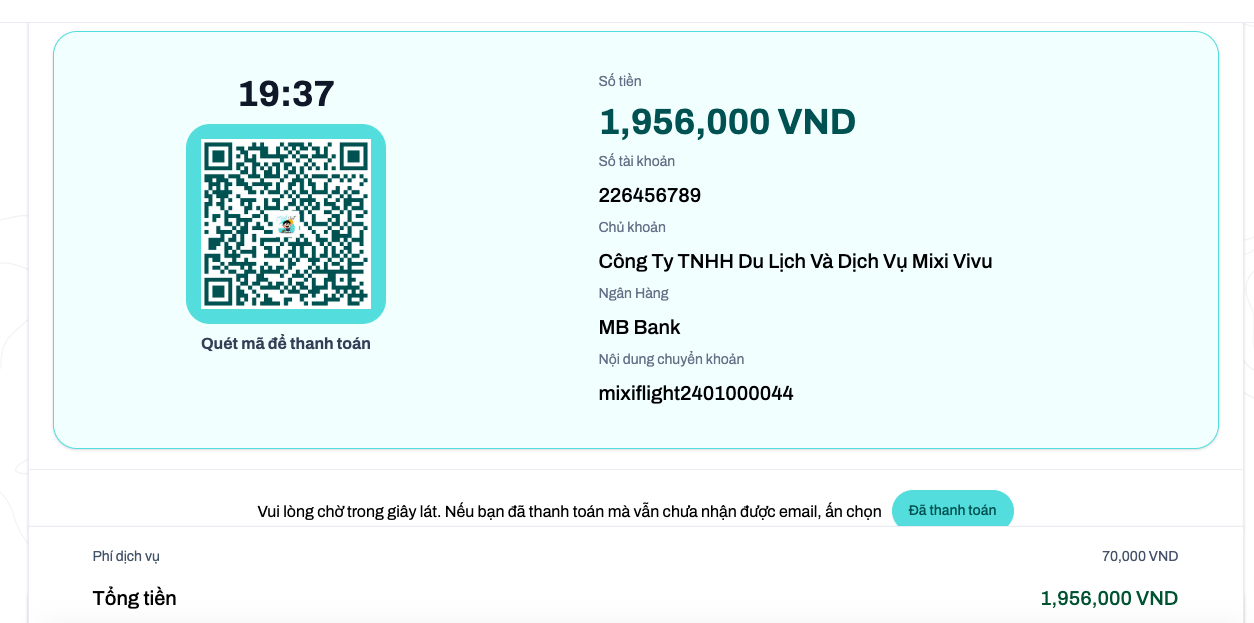 19:37
Quét mã để thanh toán
Số tiền
1,956,000 VND
Số tài khoản
226456789
Chủ khoản
Công Ty TNHH Du Lịch Và Dịch Vụ Mixi Vivu
Ngân Hàng
MB Bank
Nội dung chuyển khoản
mixiflight2401000044
Vui lòng chờ trong giây lát. Nếu bạn đã thanh toán mà vẫn chưa nhận được email, ấn chọn Đã thanh toán
Phí dịch vụ 70,000 VND
Tổng tiền 1,956,000 VND